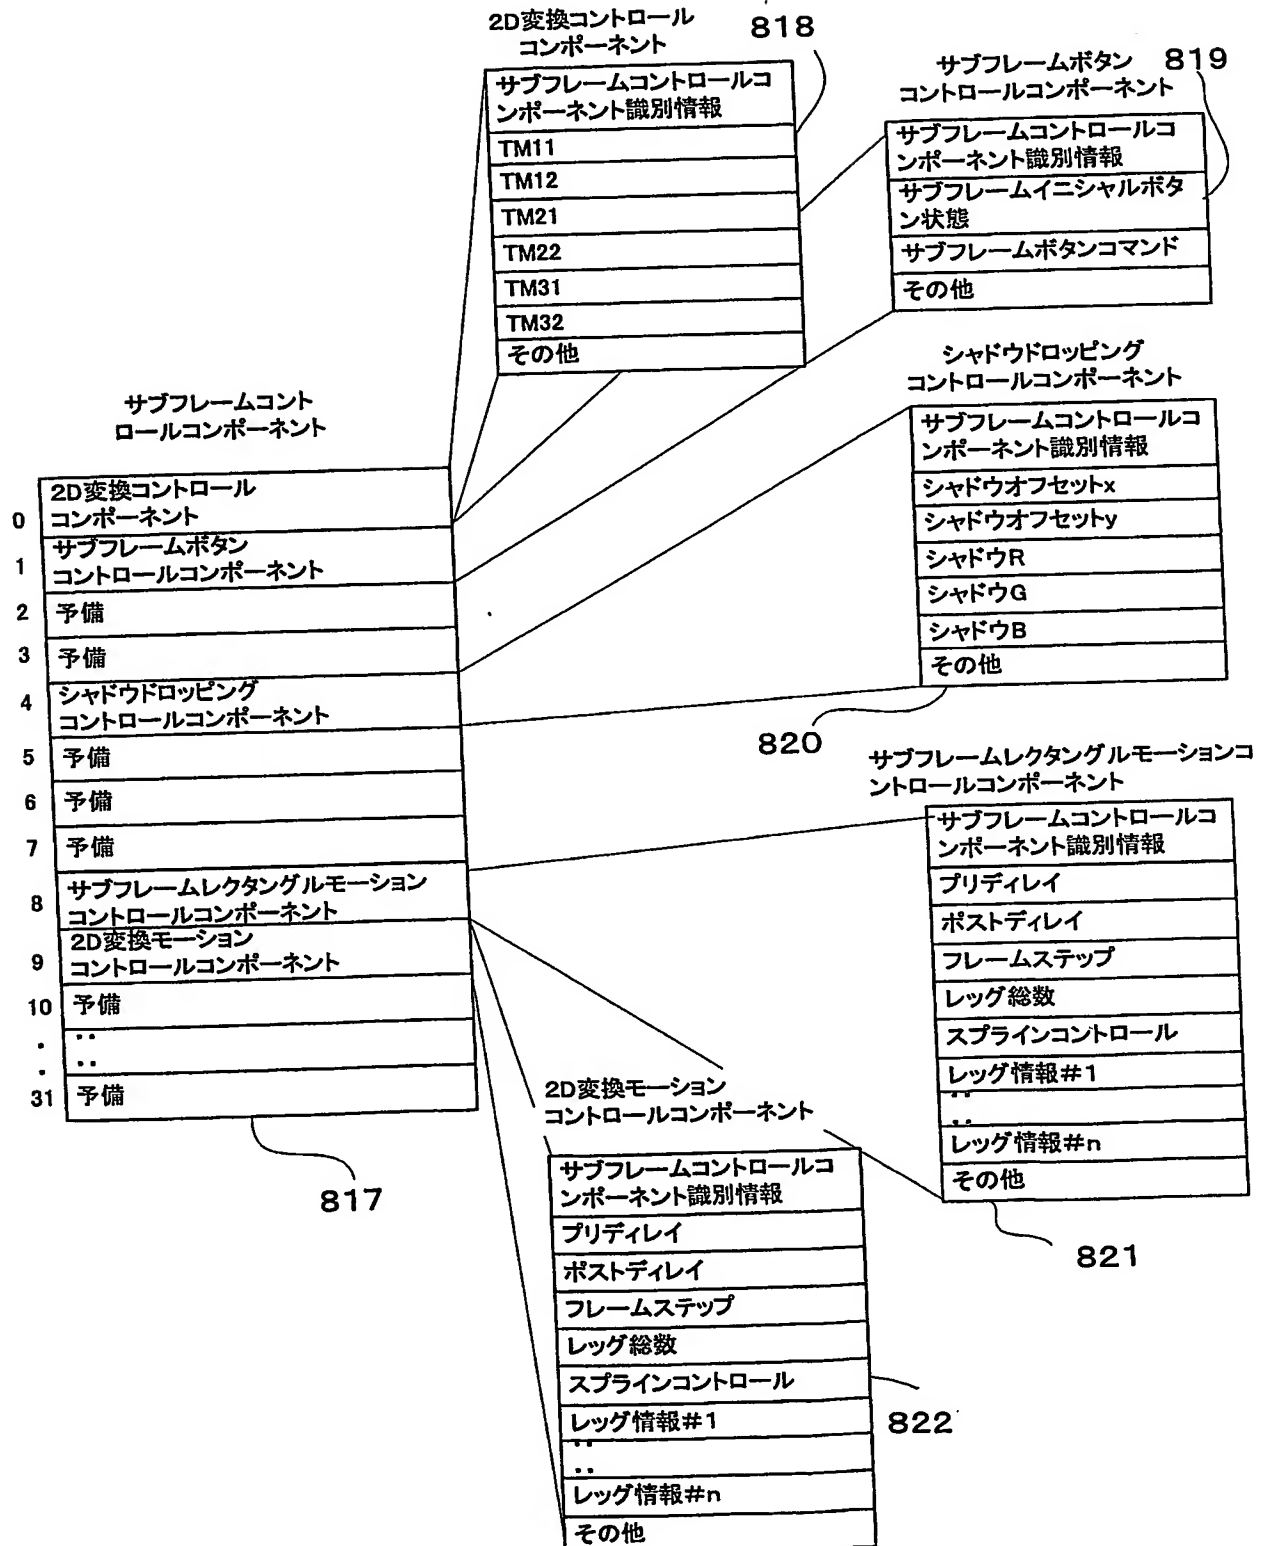 2D変換コントロール
コンポーネント
818
サブフレームコントロールコ
ンポーネント識別情報
TM11
TM12
TM21
TM22
TM31
TM32
その他
サブフレームボタン
コントロールコンポーネント
819
サブフレームコントロールコ
ンポーネント識別情報
サブフレームイニシャルボタ
ン状態
サブフレームボタンコマンド
その他
シャドウドロッピング
コントロールコンポーネント
サブフレームコントロールコ
ンポーネント識別情報
シャドウオフセットx
シャドウオフセットy
シャドウR
シャドウG
シャドウB
その他
820
サブフレームコント
ロールコンポーネント
0 2D変換コントロール
コンポーネント
1 サブフレームボタン
コントロールコンポーネント
2 予備
3 予備
4 シャドウドロッピング
コントロールコンポーネント
5 予備
6 予備
7 予備
8 サブフレームレクタングルモーション
コントロールコンポーネント
9 2D変換モーション
コントロールコンポーネント
10 予備
. ..
. ..
31 予備
817
サブフレームレクタングルモーションコ
ントロールコンポーネント
サブフレームコントロールコ
ンポーネント識別情報
プリディレイ
ポストディレイ
フレームステップ
レッグ総数
スプラインコントロール
レッグ情報#1
..
..
レッグ情報#n
その他
821
2D変換モーション
コントロールコンポーネント
サブフレームコントロールコ
ンポーネント識別情報
プリディレイ
ポストディレイ
フレームステップ
レッグ総数
スプラインコントロール
レッグ情報#1
..
..
レッグ情報#n
その他
822